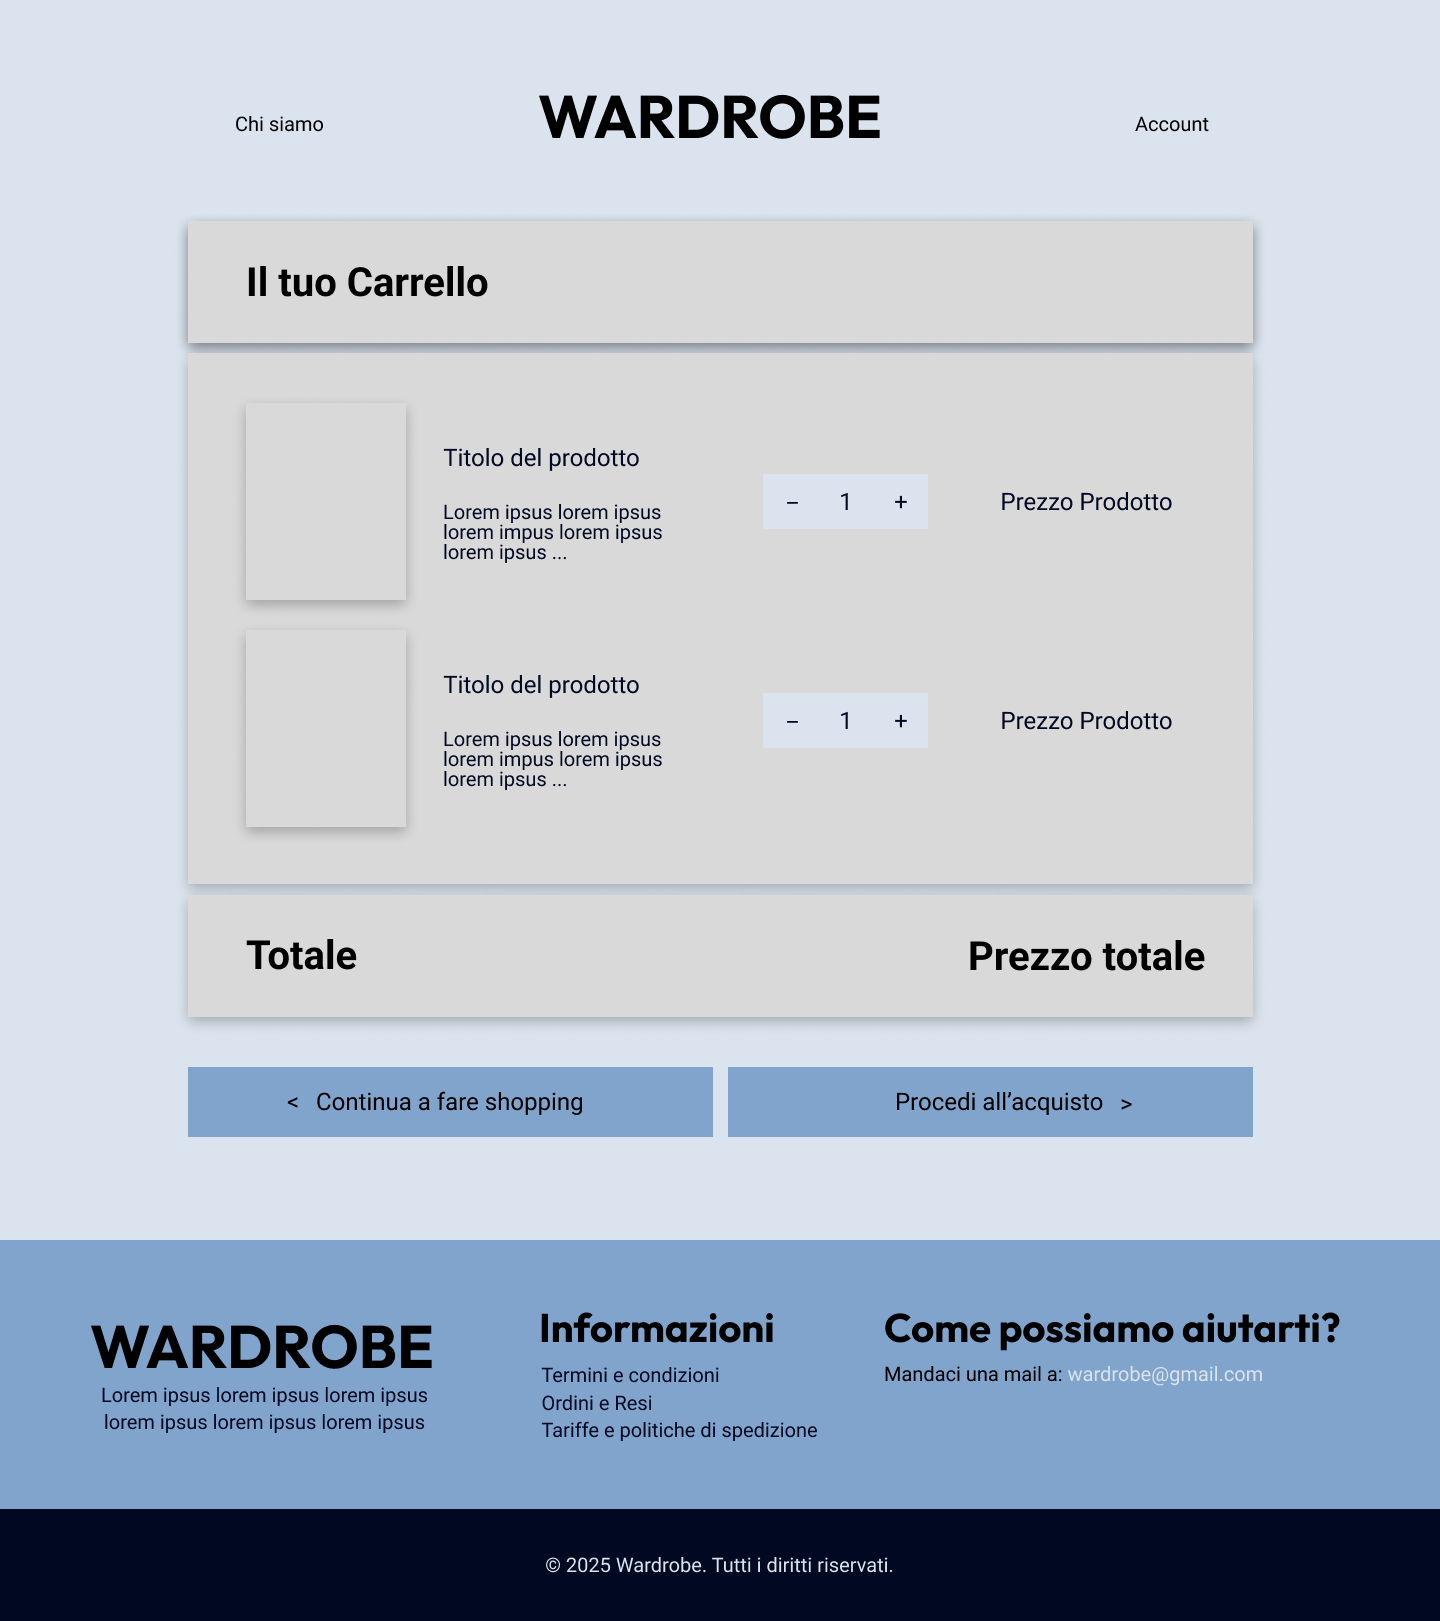 Chi siamo
WARDROBE
Account
Il tuo Carrello
Titolo del prodotto
Lorem ipsus lorem ipsus
lorem impus lorem ipsus
lorem ipsus ...
– 1 +
Prezzo Prodotto
Titolo del prodotto
Lorem ipsus lorem ipsus
lorem impus lorem ipsus
lorem ipsus ...
– 1 +
Prezzo Prodotto
Totale
Prezzo totale
< Continua a fare shopping
Procedi all’acquisto >
WARDROBE
Lorem ipsus lorem ipsus lorem ipsus
lorem ipsus lorem ipsus lorem ipsus
Informazioni
Termini e condizioni
Ordini e Resi
Tariffe e politiche di spedizione
Come possiamo aiutarti?
Mandaci una mail a: wardrobe@gmail.com
© 2025 Wardrobe. Tutti i diritti riservati.